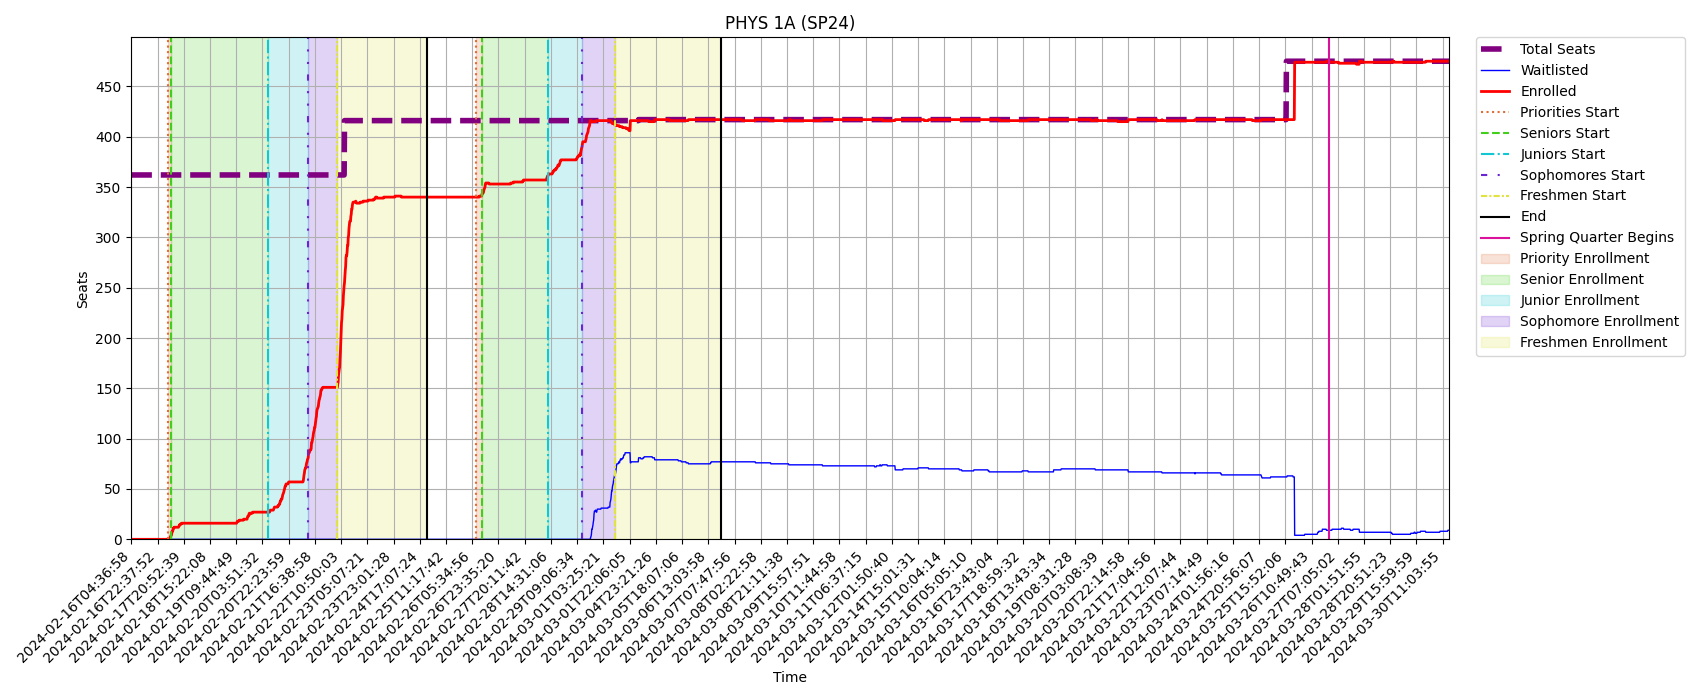 PHYS 1A (SP24)
Seats
450
400
350
300
250
200
150
100
50
0
2024-02-16T04:36:58
2024-02-16T22:37:52
2024-02-17T20:52:39
2024-02-18T15:22:08
2024-02-19T09:44:49
2024-02-20T03:51:32
2024-02-20T22:23:59
2024-02-21T16:38:58
2024-02-22T10:50:03
2024-02-23T05:07:21
2024-02-23T23:01:28
2024-02-24T17:07:24
2024-02-25T11:17:42
2024-02-26T05:34:56
2024-02-26T23:35:20
2024-02-27T20:11:42
2024-02-28T14:31:06
2024-02-29T09:06:34
2024-03-01T03:25:21
2024-03-01T22:06:05
2024-03-04T23:21:26
2024-03-05T18:07:06
2024-03-06T13:03:58
2024-03-07T07:47:56
2024-03-08T02:22:58
2024-03-08T21:11:38
2024-03-09T15:57:51
2024-03-10T11:44:58
2024-03-11T06:37:15
2024-03-12T01:50:40
2024-03-14T15:01:31
2024-03-15T10:04:14
2024-03-16T05:05:10
2024-03-16T23:43:04
2024-03-17T18:59:32
2024-03-18T13:43:34
2024-03-19T08:31:28
2024-03-20T03:08:39
2024-03-20T22:14:58
2024-03-21T17:04:56
2024-03-22T12:07:44
2024-03-23T07:14:49
2024-03-24T01:56:16
2024-03-24T20:56:07
2024-03-25T15:52:06
2024-03-26T10:49:43
2024-03-27T07:05:02
2024-03-28T01:51:55
2024-03-28T20:51:23
2024-03-29T15:59:59
2024-03-30T11:03:55
Time
Total Seats
Waitlisted
Enrolled
Priorities Start
Seniors Start
Juniors Start
Sophomores Start
Freshmen Start
End
Spring Quarter Begins
Priority Enrollment
Senior Enrollment
Junior Enrollment
Sophomore Enrollment
Freshmen Enrollment